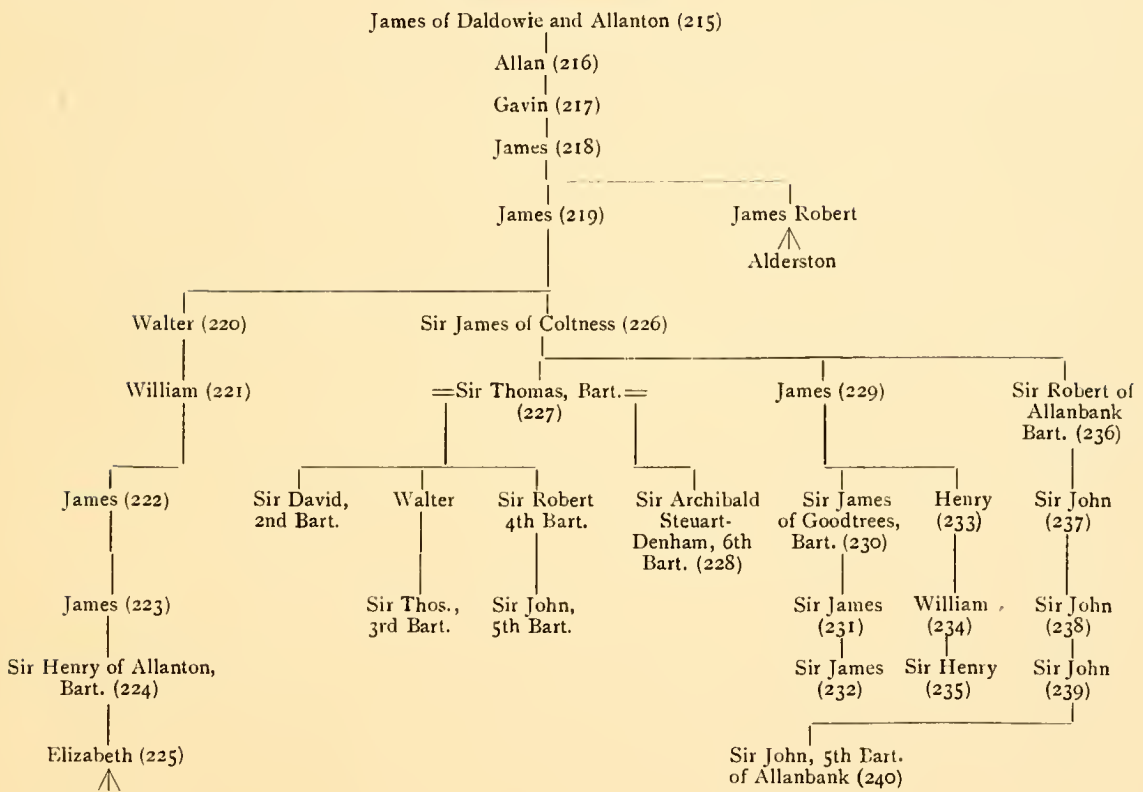 James of Daldowie and Allanton (215)
Allan (216)
Gavin (217)
James (218)
James (219)
James Robert
Alderston
Walter (220)
Sir James of Coltness (226)
William (221)
=Sir Thomas, Bart.=
(227)
James (229)
Sir Robert of
Allanbank
Bart. (236)
James (222)
Sir David,
2nd Bart.
Walter
Sir Robert
4th Bart.
Sir Archibald
Steuart-
Denham, 6th
Bart. (228)
Sir James
of Goodtrees,
Bart. (230)
Henry
(233)
Sir John
(237)
James (223)
Sir Thos.,
3rd Bart.
Sir John,
5th Bart.
Sir James
(231)
William
(234)
Sir John
(238)
Sir Henry of Allanton,
Bart. (224)
Sir James
(232)
Sir Henry
(235)
Sir John
(239)
Elizabeth (225)
Sir John, 5th Bart.
of Allanbank (240)